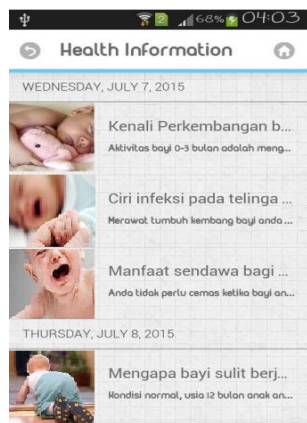 2 68% 04:03
Health Information
WEDNESDAY, JULY 7, 2015
Kenali Perkembangan b...
Aktivitas bayi 0-3 bulan adalah meng...
Ciri infeksi pada telinga ...
Merawat tumbuh kembang bayi anda ...
Manfaat sendawa bagi ...
Anda tidak perlu cemas ketika bayi an...
THURSDAY, JULY 8, 2015
Mengapa bayi sulit berj...
Kondisi normal, usia 12 bulan anak an...